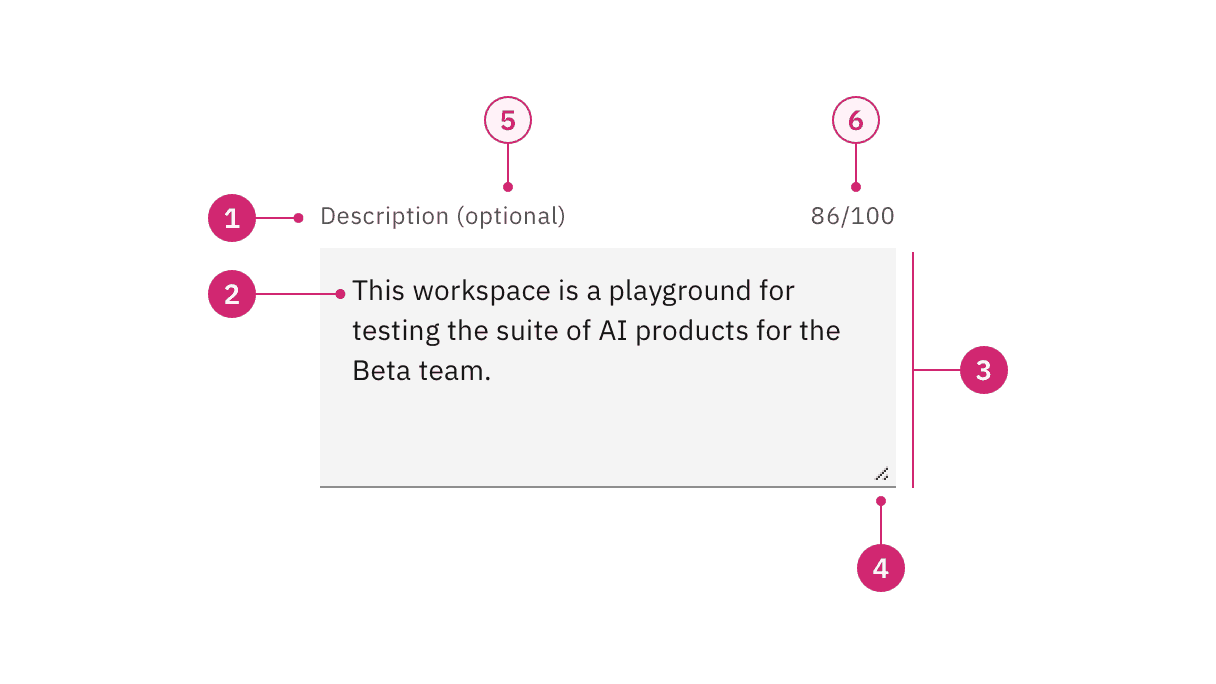 5
6
1
Description (optional)
86/100
2
This workspace is a playground for
testing the suite of AI products for the
Beta team.
3
4